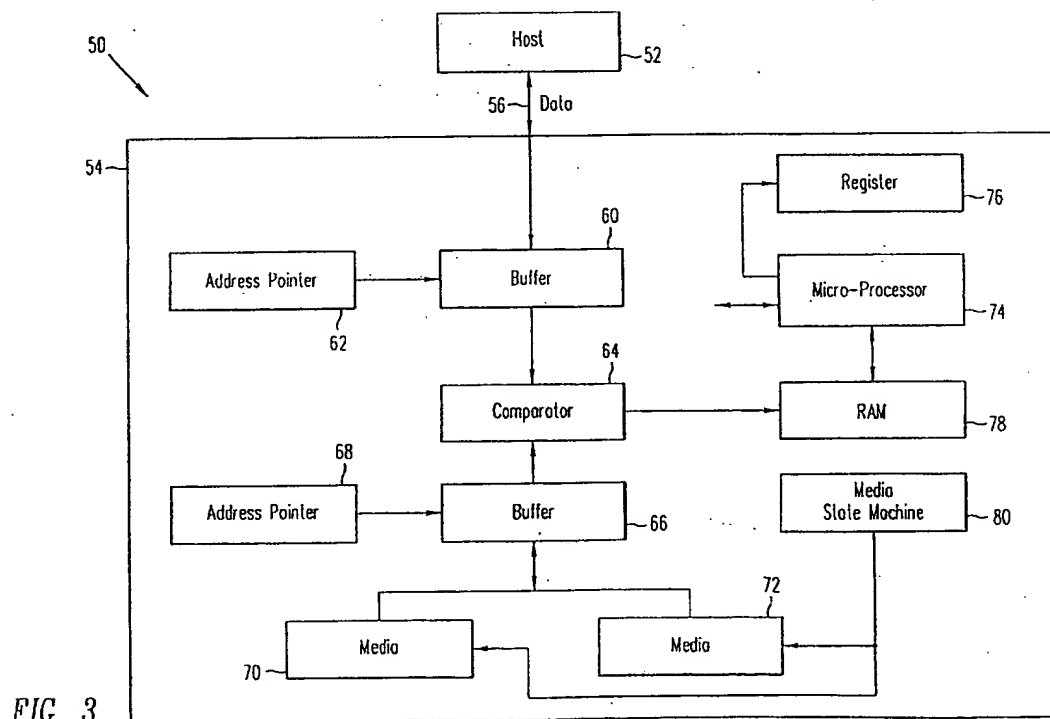 50
Host
52
56 Data
54
Register
76
60
Address Pointer
Buffer
Micro-Processor
62
74
64
Comparator
RAM
78
68
Address Pointer
Buffer
66
Media
State Machine
80
72
Media
Media
70
FIG. 3